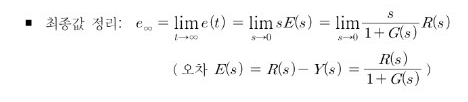 ▪ 최종값 정리: $e_{\infty} = \lim_{t \to \infty} e(t) = \lim_{s \to 0} sE(s) = \lim_{s \to 0} \frac{s}{1+G(s)} R(s)$
( 오차 $E(s) = R(s) - Y(s) = \frac{R(s)}{1+G(s)}$ )